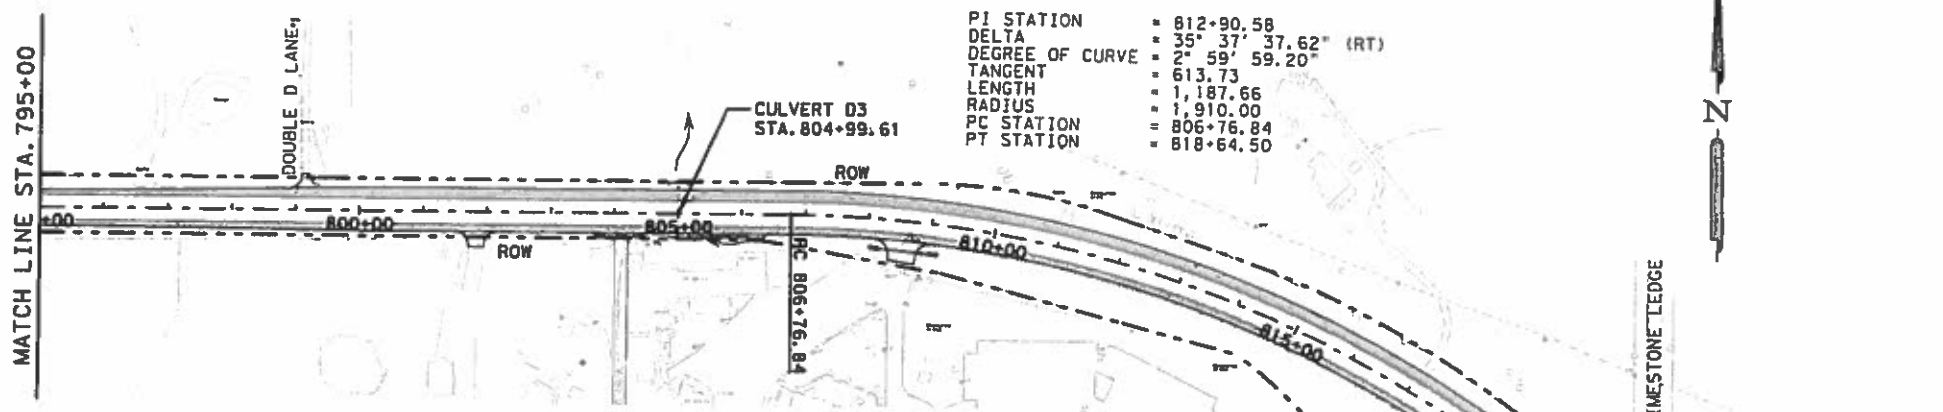 PI STATION = 812+90.58
DELTA = 35° 37' 37.62" (RT)
DEGREE OF CURVE = 2° 59' 59.20"
TANGENT = 613.73
LENGTH = 1,187.66
RADIUS = 1,910.00
PC STATION = 806+76.84
PT STATION = 818+64.50
MATCH LINE STA. 795+00
DOUBLE D LANE
CULVERT D3
STA. 804+99.61
ROW
+00
800+00
805+00
810+00
815+00
ROW
PC 806+76.84
N
IMESTONE LEDGE